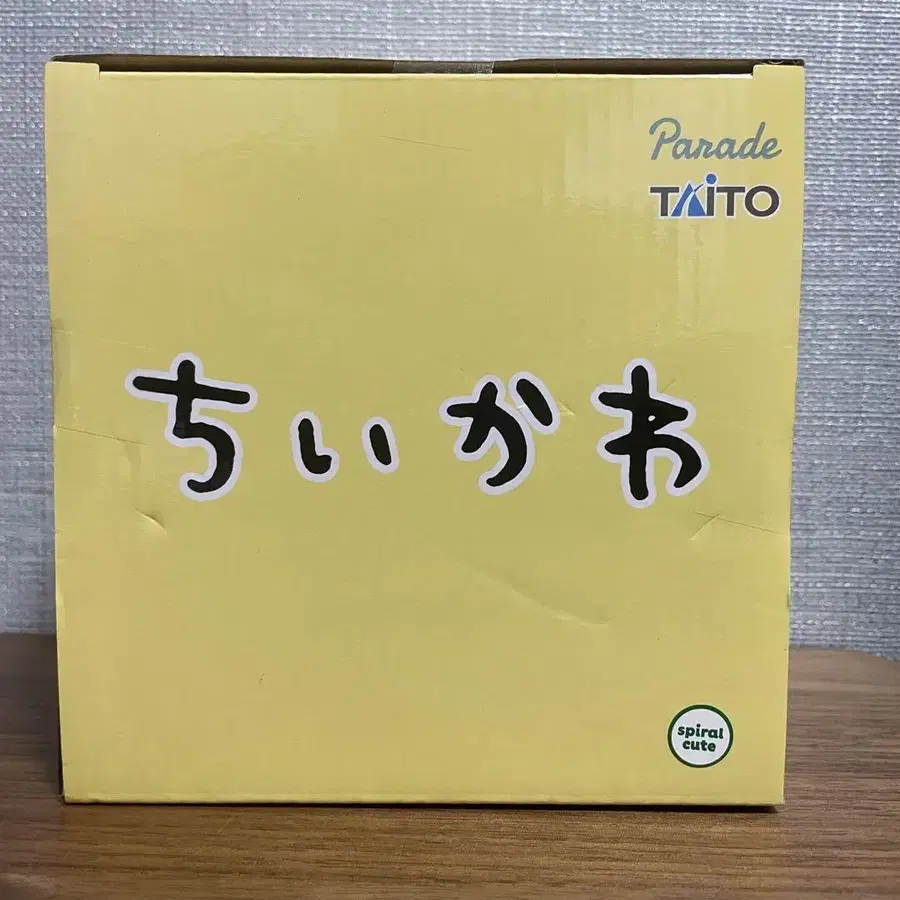 Parade
TAITO
ちいかわ
spiral
cute